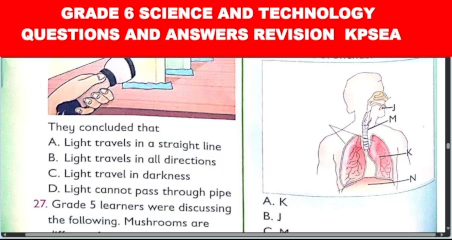 GRADE 6 SCIENCE AND TECHNOLOGY
QUESTIONS AND ANSWERS REVISION KPSEA
They concluded that
A. Light travels in a straight line
B. Light travels in all directions
C. Light travel in darkness
D. Light cannot pass through pipe
27. Grade 5 learners were discussing
the following. Mushrooms are
J
M
K
N
A. K
B. J